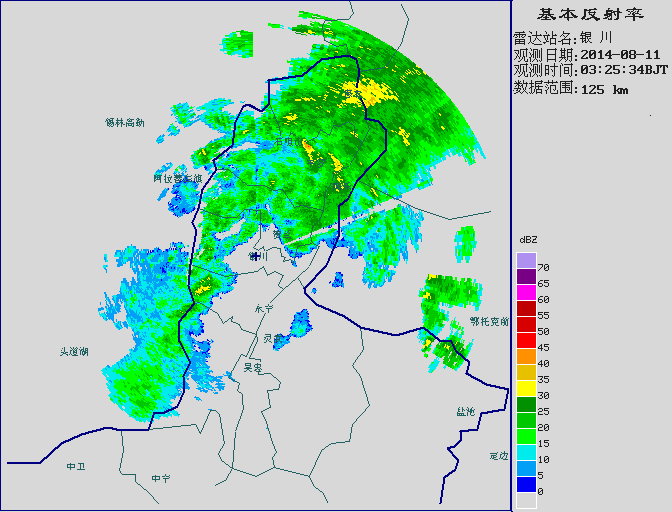 基本反射率
雷达站名:银 川
观测日期:2014-08-11
观测时间:03:25:34BJT
数据范围:125 km
锡林高勒
阿拉善左旗
银川
永宁
灵武
吴忠
头道湖
鄂托克前
盐池
定边
中卫
中宁
dBZ
70
65
60
55
50
45
40
35
30
25
20
15
10
5
0